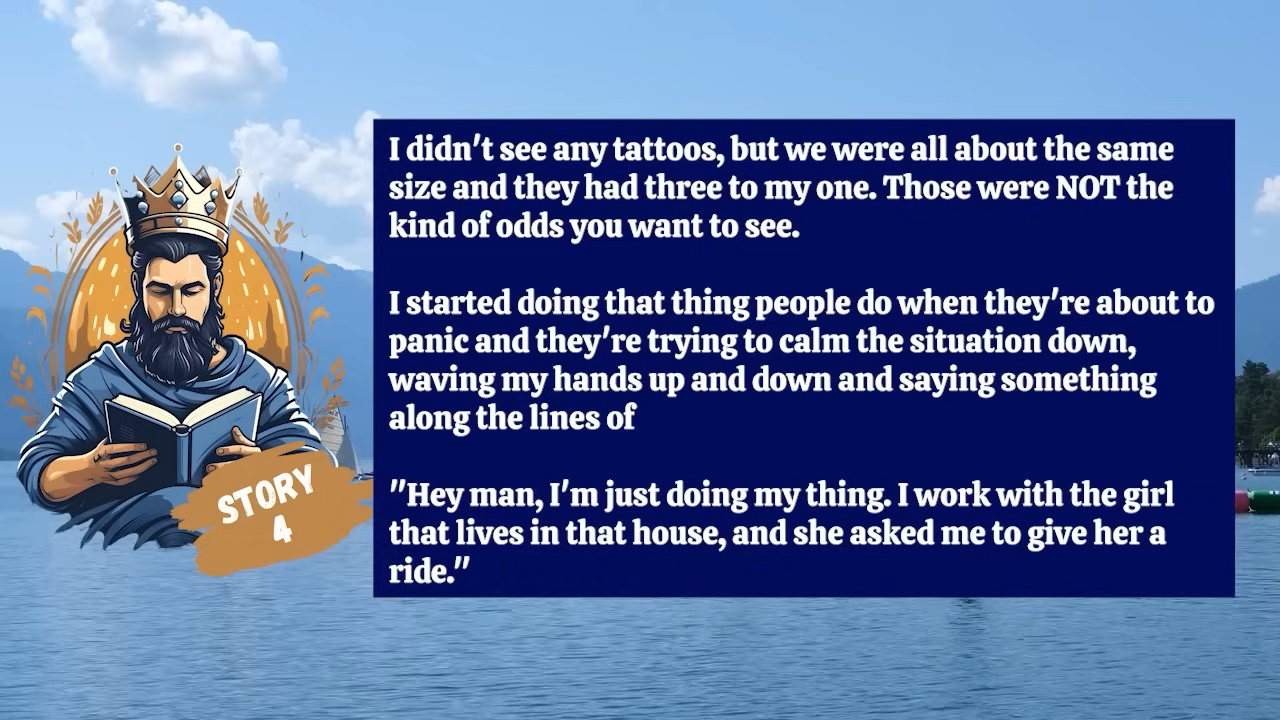 I didn't see any tattoos, but we were all about the same
size and they had three to my one. Those were NOT the
kind of odds you want to see.
I started doing that thing people do when they're about to
panic and they're trying to calm the situation down,
waving my hands up and down and saying something
along the lines of
"Hey man, I'm just doing my thing. I work with the girl
that lives in that house, and she asked me to give her a
ride."
STORY
4